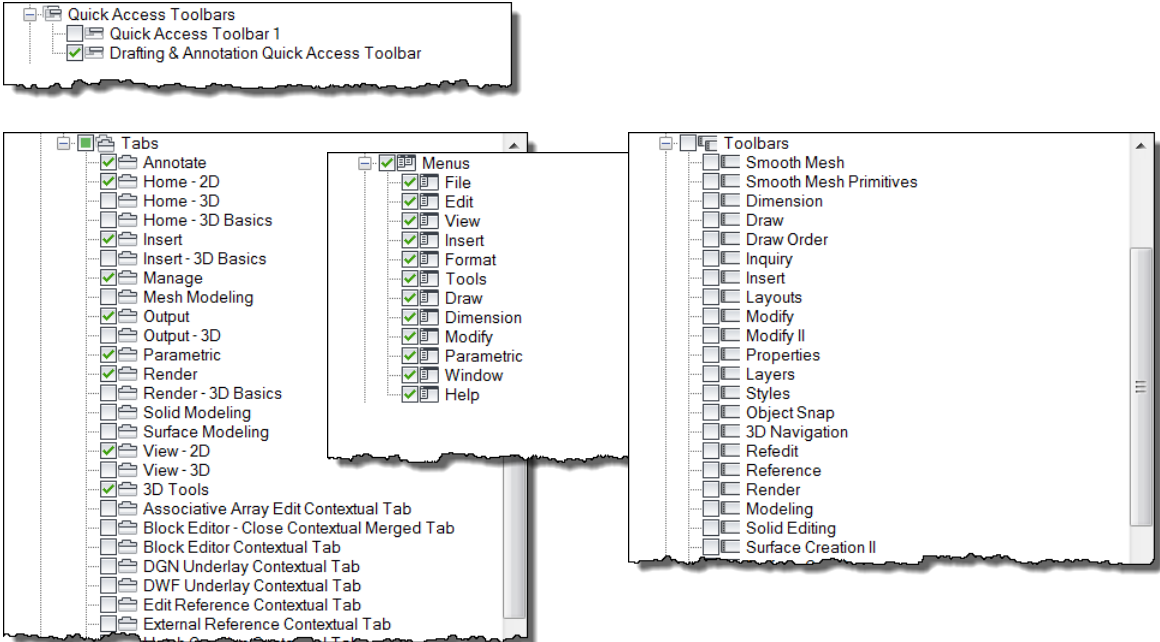 Quick Access Toolbars
Quick Access Toolbar 1
Drafting & Annotation Quick Access Toolbar
Tabs
Annotate
Home - 2D
Home - 3D
Home - 3D Basics
Insert
Insert - 3D Basics
Manage
Mesh Modeling
Output
Output - 3D
Parametric
Render
Render - 3D Basics
Solid Modeling
Surface Modeling
View - 2D
View - 3D
3D Tools
Associative Array Edit Contextual Tab
Block Editor - Close Contextual Merged Tab
Block Editor Contextual Tab
DGN Underlay Contextual Tab
DWF Underlay Contextual Tab
Edit Reference Contextual Tab
External Reference Contextual Tab
Menus
File
Edit
View
Insert
Format
Tools
Draw
Dimension
Modify
Parametric
Window
Help
Toolbars
Smooth Mesh
Smooth Mesh Primitives
Dimension
Draw
Draw Order
Inquiry
Insert
Layouts
Modify
Modify II
Properties
Layers
Styles
Object Snap
3D Navigation
Refedit
Reference
Render
Modeling
Solid Editing
Surface Creation II